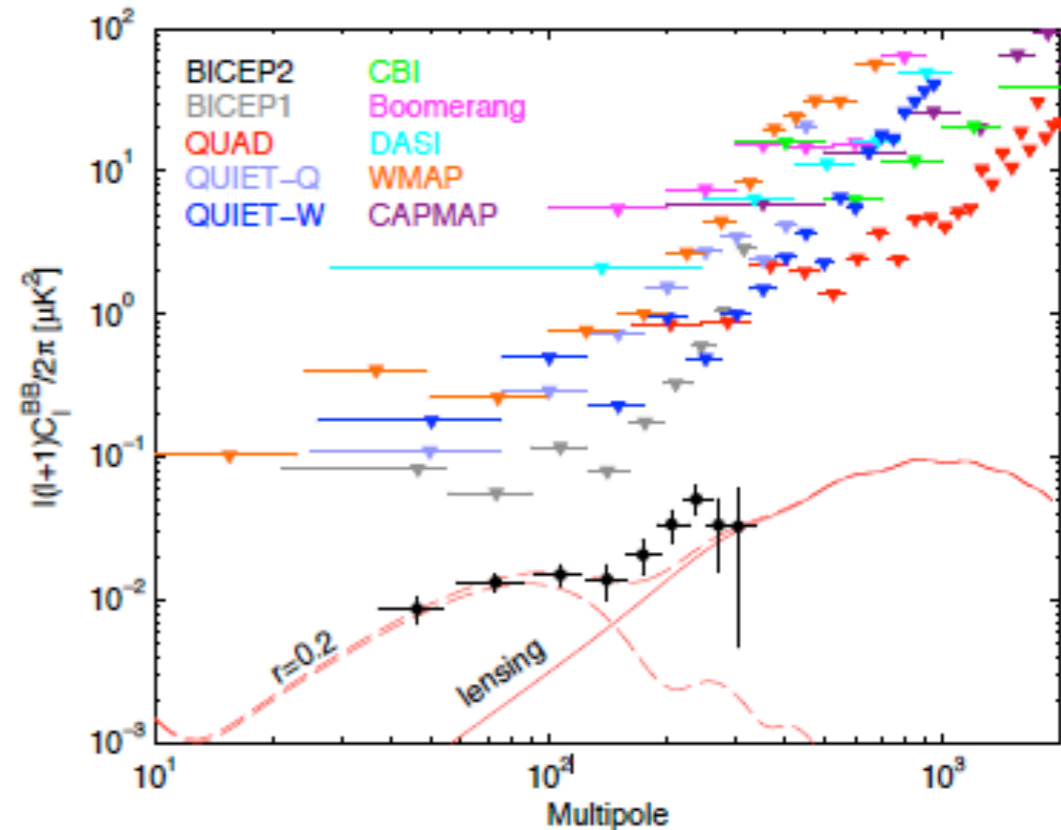 10²
10¹
10⁰
10⁻¹
10⁻²
10⁻³
l(l+1)C_l^BB/2π [μK²]
BICEP2 CBI
BICEP1 Boomerang
QUAD DASI
QUIET−Q WMAP
QUIET−W CAPMAP
r=0.2
lensing
10¹ 10² 10³
Multipole